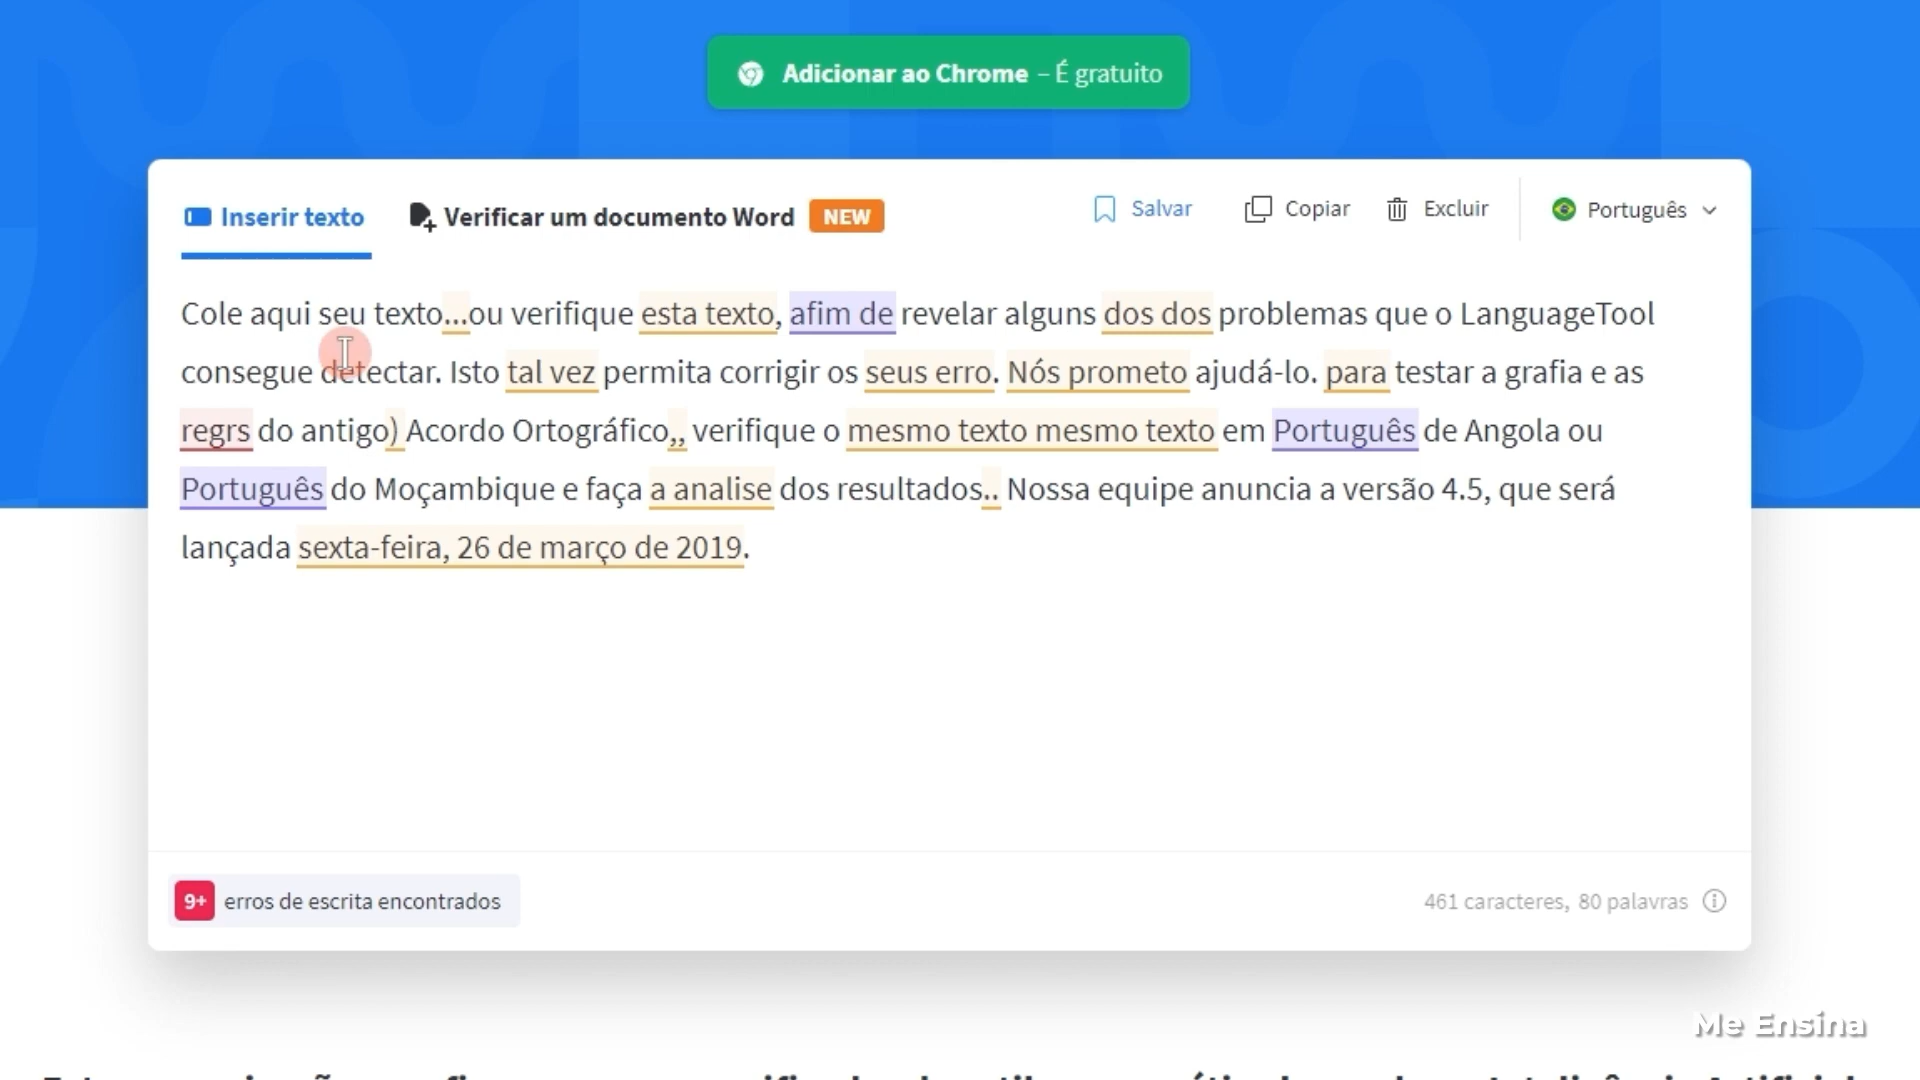 Adicionar ao Chrome – É gratuito
Inserir texto
Verificar um documento Word NEW
Salvar
Copiar
Excluir
Português
Cole aqui seu texto...ou verifique esta texto, afim de revelar alguns dos dos problemas que o LanguageTool
consegue detectar. Isto tal vez permita corrigir os seus erro. Nós prometo ajudá-lo. para testar a grafia e as
regrs do antigo) Acordo Ortográfico,, verifique o mesmo texto mesmo texto em Português de Angola ou
Português do Moçambique e faça a analise dos resultados.. Nossa equipe anuncia a versão 4.5, que será
lançada sexta-feira, 26 de março de 2019.
9+ erros de escrita encontrados
461 caracteres, 80 palavras
Me Ensina